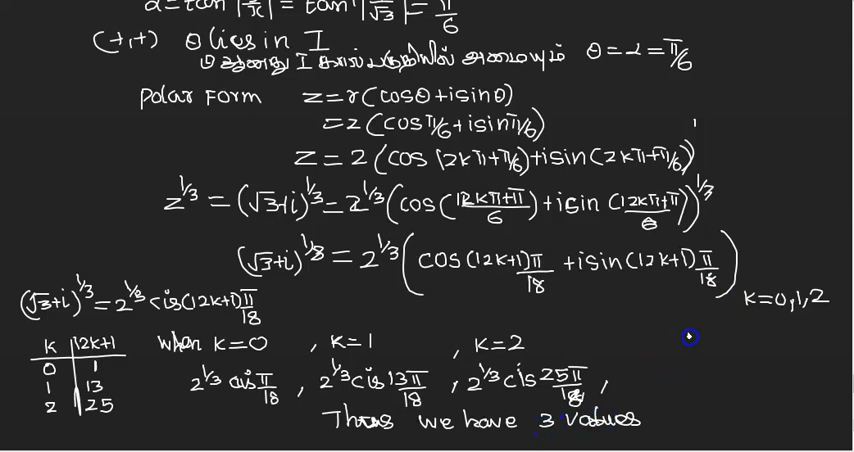 α = tan⁻¹|y/x| = tan⁻¹|1/√3| = π/6
(+,+) θ lies in I
θ ஆனது I கால்பகுதியில் அமையும் θ = α = π/6
Polar Form z = r(cosθ + isinθ)
= 2(cos π/6 + isin π/6)
z = 2(cos(2kπ+π/6) + isin(2kπ+π/6))
z^1/3 = (√3+i)^1/3 = 2^1/3 (cos(12kπ+π/6) + isin(12kπ+π/6))^1/3
(√3+i)^1/3 = 2^1/3 (cos(12k+1)π/18 + isin(12k+1)π/18)
k=0,1,2
(√3+i)^1/3 = 2^1/3 cis(12k+1)π/18
k 12k+1 when k=0 , k=1 , k=2
0 1
1 13
2 25
2^1/3 cis π/18 , 2^1/3 cis 13π/18 , 2^1/3 cis 25π/18 ,
Thus we have 3 values